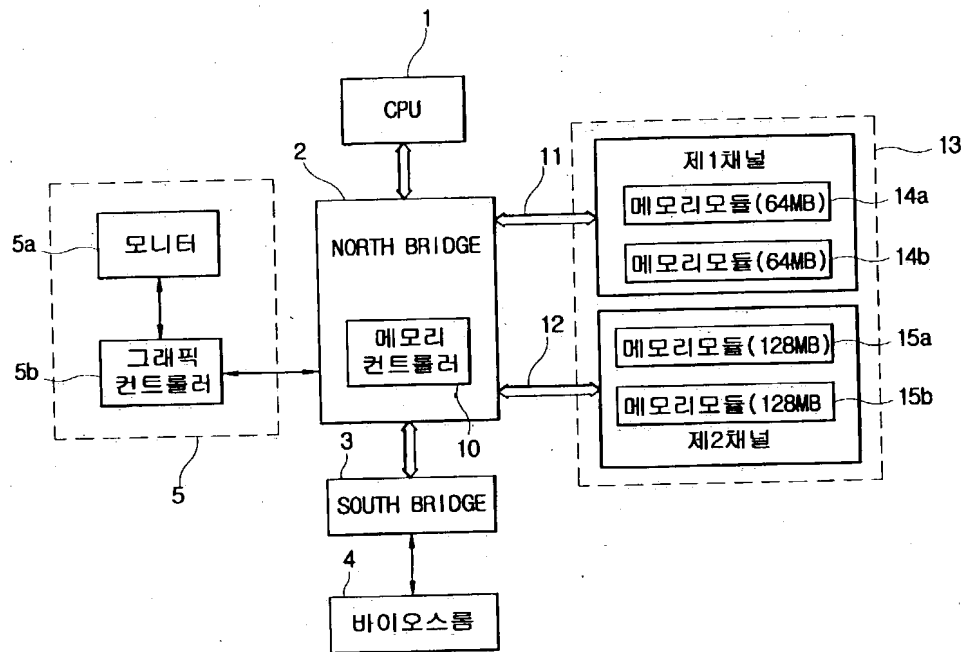 1
CPU
2
11
13
제1채널
메모리모듈(64MB)
14a
메모리모듈(64MB)
14b
5a
모니터
NORTH BRIDGE
12
메모리모듈(128MB)
15a
메모리모듈(128MB
15b
제2채널
5b
그래픽
컨트롤러
메모리
컨트롤러
10
5
3
SOUTH BRIDGE
4
바이오스롬